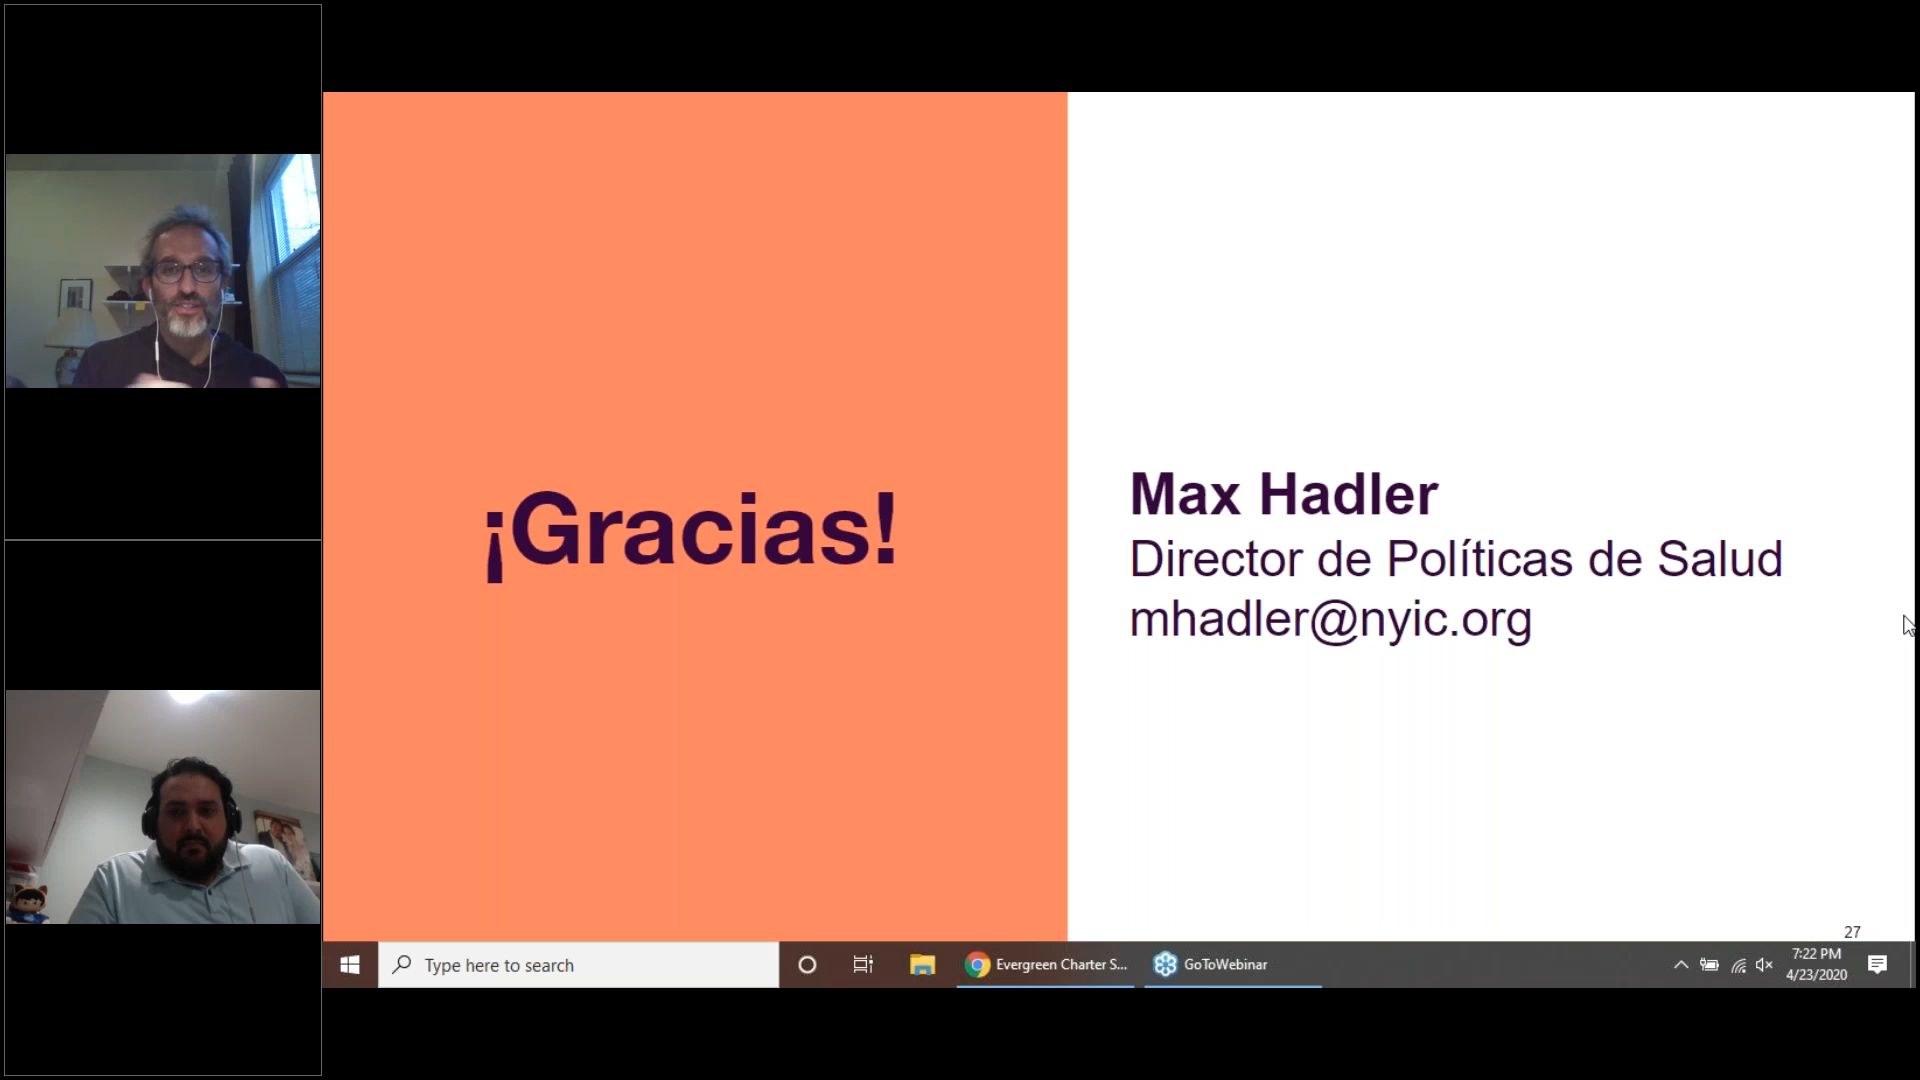 ¡Gracias!
Max Hadler
Director de Políticas de Salud
mhadler@nyic.org
27
Type here to search
Evergreen Charter S...
GoToWebinar
7:22 PM
4/23/2020